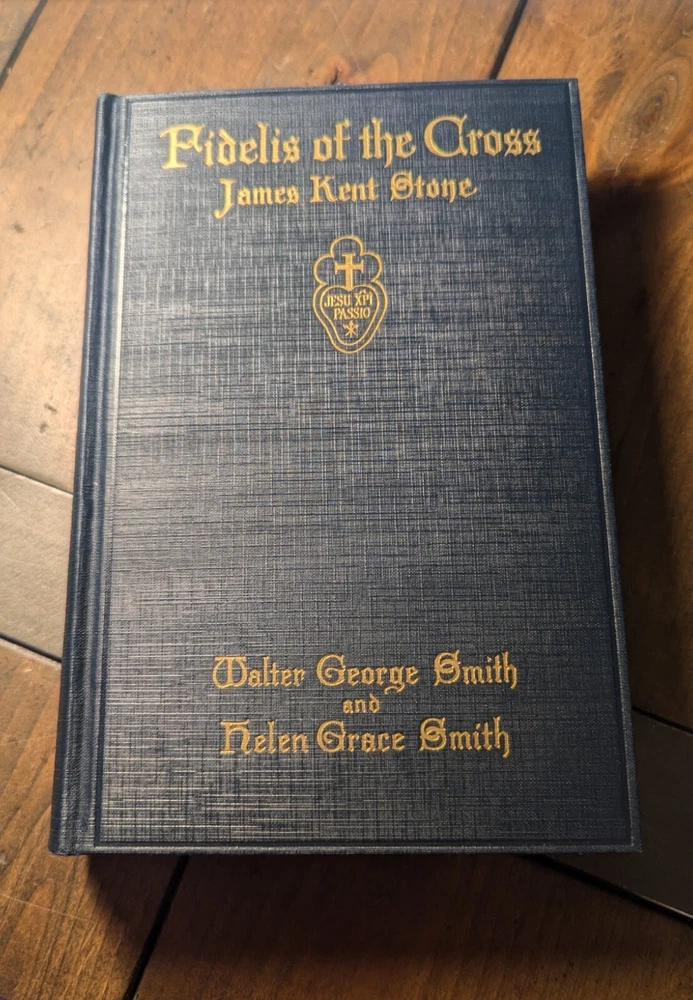 Fidelis of the Cross
James Kent Stone
JESU XPI
PASSIO
Walter George Smith
and
Helen Grace Smith